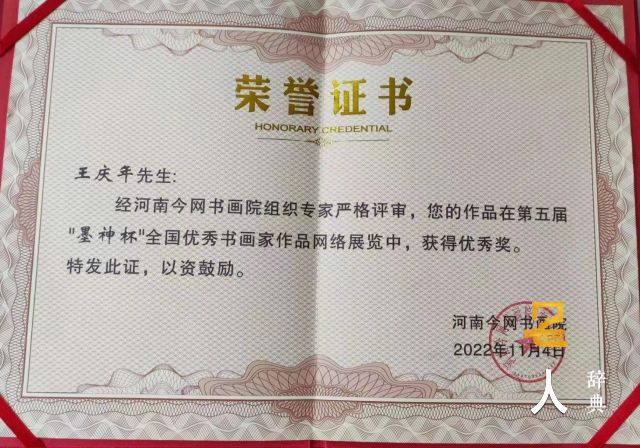 荣誉证书
HONORARY CREDENTIAL
王庆年先生:
经河南今网书画院组织专家严格评审，您的作品在第五届
"墨神杯"全国优秀书画家作品网络展览中，获得优秀奖。
特发此证，以资鼓励。
河南今网书画院
2022年11月4日
人
辞典